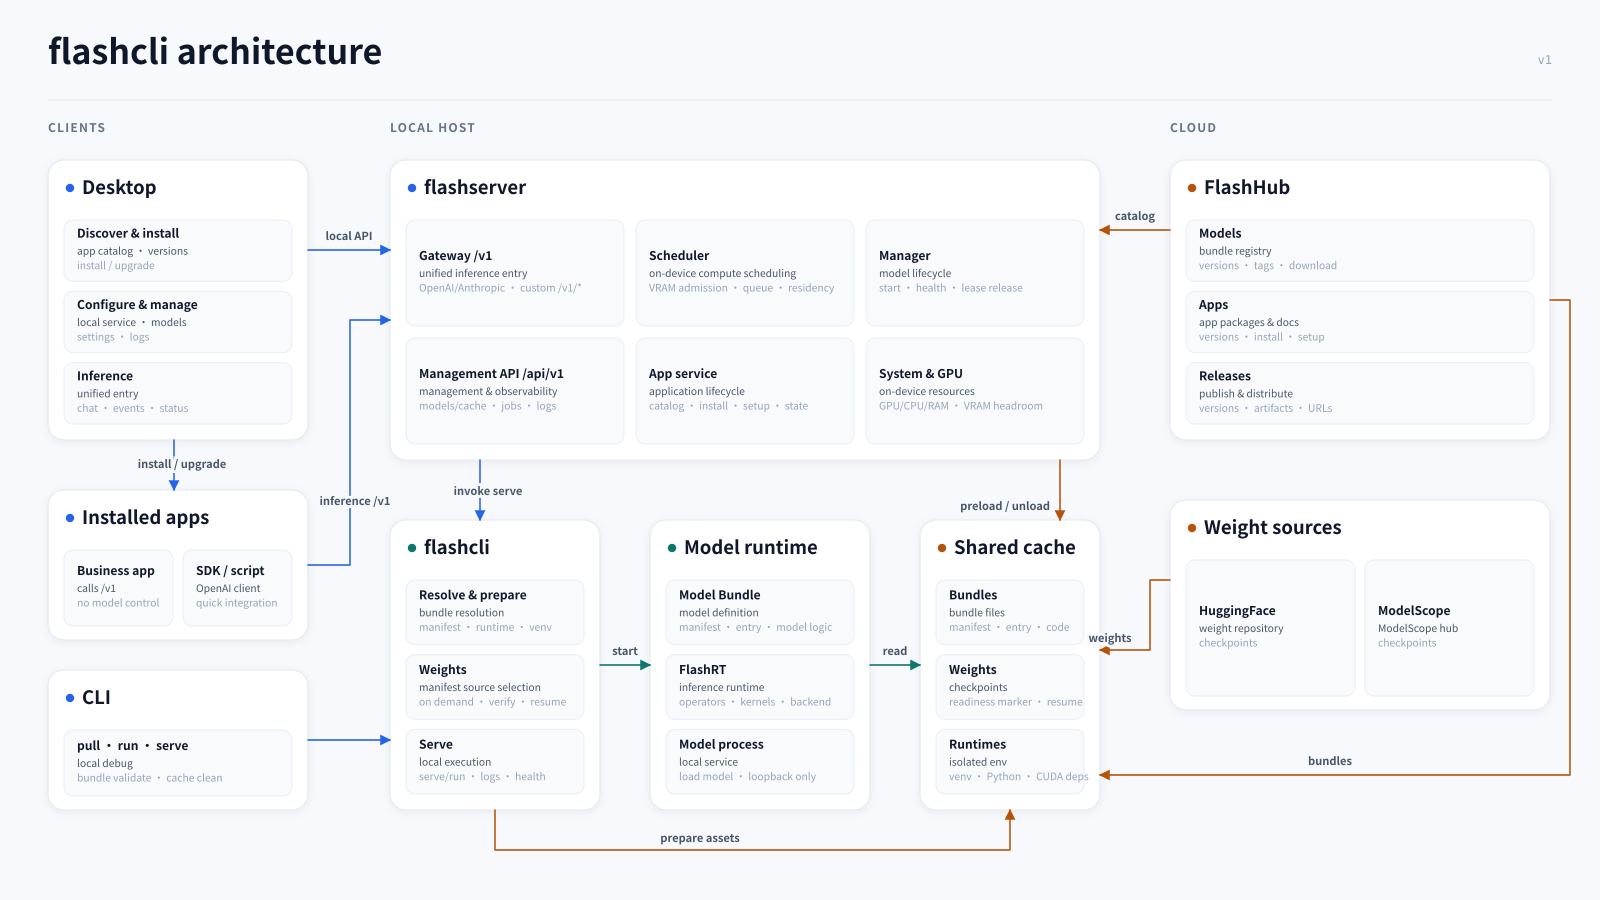 flashcli architecture
v1
CLIENTS
LOCAL HOST
CLOUD
Desktop
Discover & install
app catalog • versions
install / upgrade
Configure & manage
local service • models
settings • logs
Inference
unified entry
chat • events • status
install / upgrade
Installed apps
Business app
calls /v1
no model control
SDK / script
OpenAI client
quick integration
CLI
pull • run • serve
local debug
bundle validate • cache clean
local API
inference /v1
flashserver
Gateway /v1
unified inference entry
OpenAI/Anthropic • custom /v1/*
Scheduler
on-device compute scheduling
VRAM admission • queue • residency
Manager
model lifecycle
start • health • lease release
Management API /api/v1
management & observability
models/cache • jobs • logs
App service
application lifecycle
catalog • install • setup • state
System & GPU
on-device resources
GPU/CPU/RAM • VRAM headroom
invoke serve
preload / unload
flashcli
Resolve & prepare
bundle resolution
manifest • runtime • venv
Weights
manifest source selection
on demand • verify • resume
Serve
local execution
serve/run • logs • health
start
Model runtime
Model Bundle
model definition
manifest • entry • model logic
FlashRT
inference runtime
operators • kernels • backend
Model process
local service
load model • loopback only
read
Shared cache
Bundles
bundle files
manifest • entry • code
Weights
checkpoints
readiness marker • resume
Runtimes
isolated env
venv • Python • CUDA deps
prepare assets
catalog
FlashHub
Models
bundle registry
versions • tags • download
Apps
app packages & docs
versions • install • setup
Releases
publish & distribute
versions • artifacts • URLs
weights
Weight sources
HuggingFace
weight repository
checkpoints
ModelScope
ModelScope hub
checkpoints
bundles